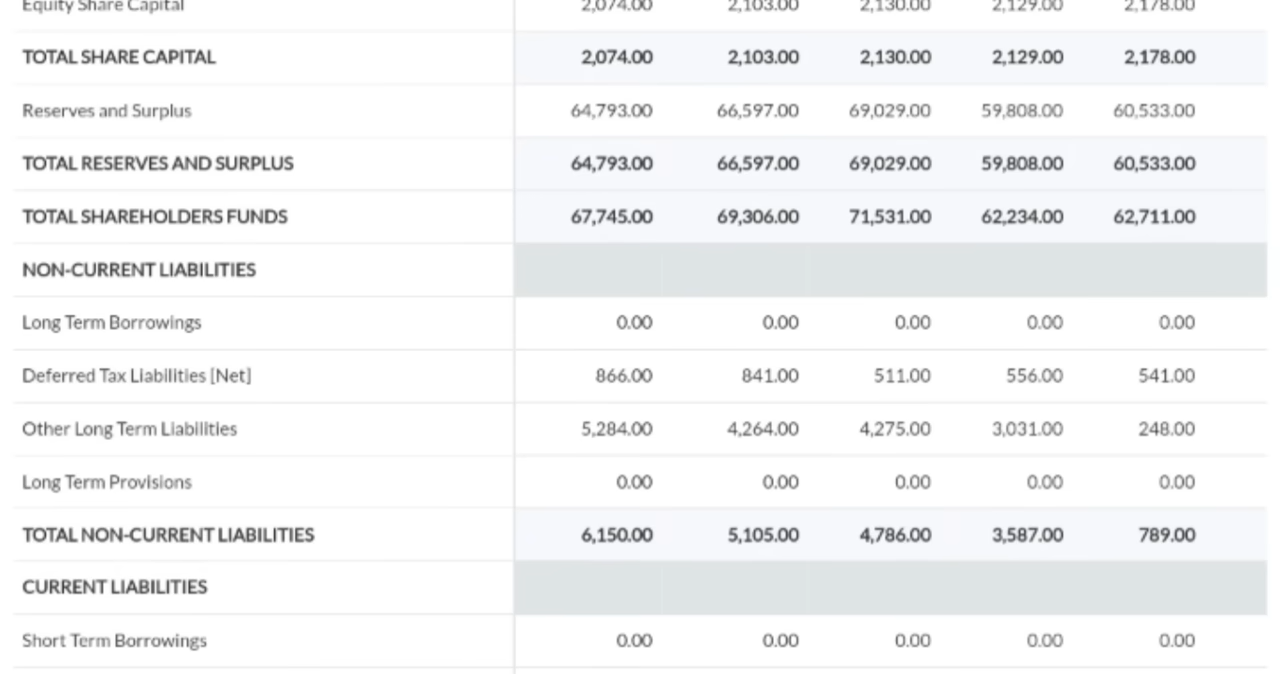 Equity Share Capital 2,074.00 2,103.00 2,130.00 2,129.00 2,178.00
TOTAL SHARE CAPITAL 2,074.00 2,103.00 2,130.00 2,129.00 2,178.00
Reserves and Surplus 64,793.00 66,597.00 69,029.00 59,808.00 60,533.00
TOTAL RESERVES AND SURPLUS 64,793.00 66,597.00 69,029.00 59,808.00 60,533.00
TOTAL SHAREHOLDERS FUNDS 67,745.00 69,306.00 71,531.00 62,234.00 62,711.00
NON-CURRENT LIABILITIES
Long Term Borrowings 0.00 0.00 0.00 0.00 0.00
Deferred Tax Liabilities [Net] 866.00 841.00 511.00 556.00 541.00
Other Long Term Liabilities 5,284.00 4,264.00 4,275.00 3,031.00 248.00
Long Term Provisions 0.00 0.00 0.00 0.00 0.00
TOTAL NON-CURRENT LIABILITIES 6,150.00 5,105.00 4,786.00 3,587.00 789.00
CURRENT LIABILITIES
Short Term Borrowings 0.00 0.00 0.00 0.00 0.00